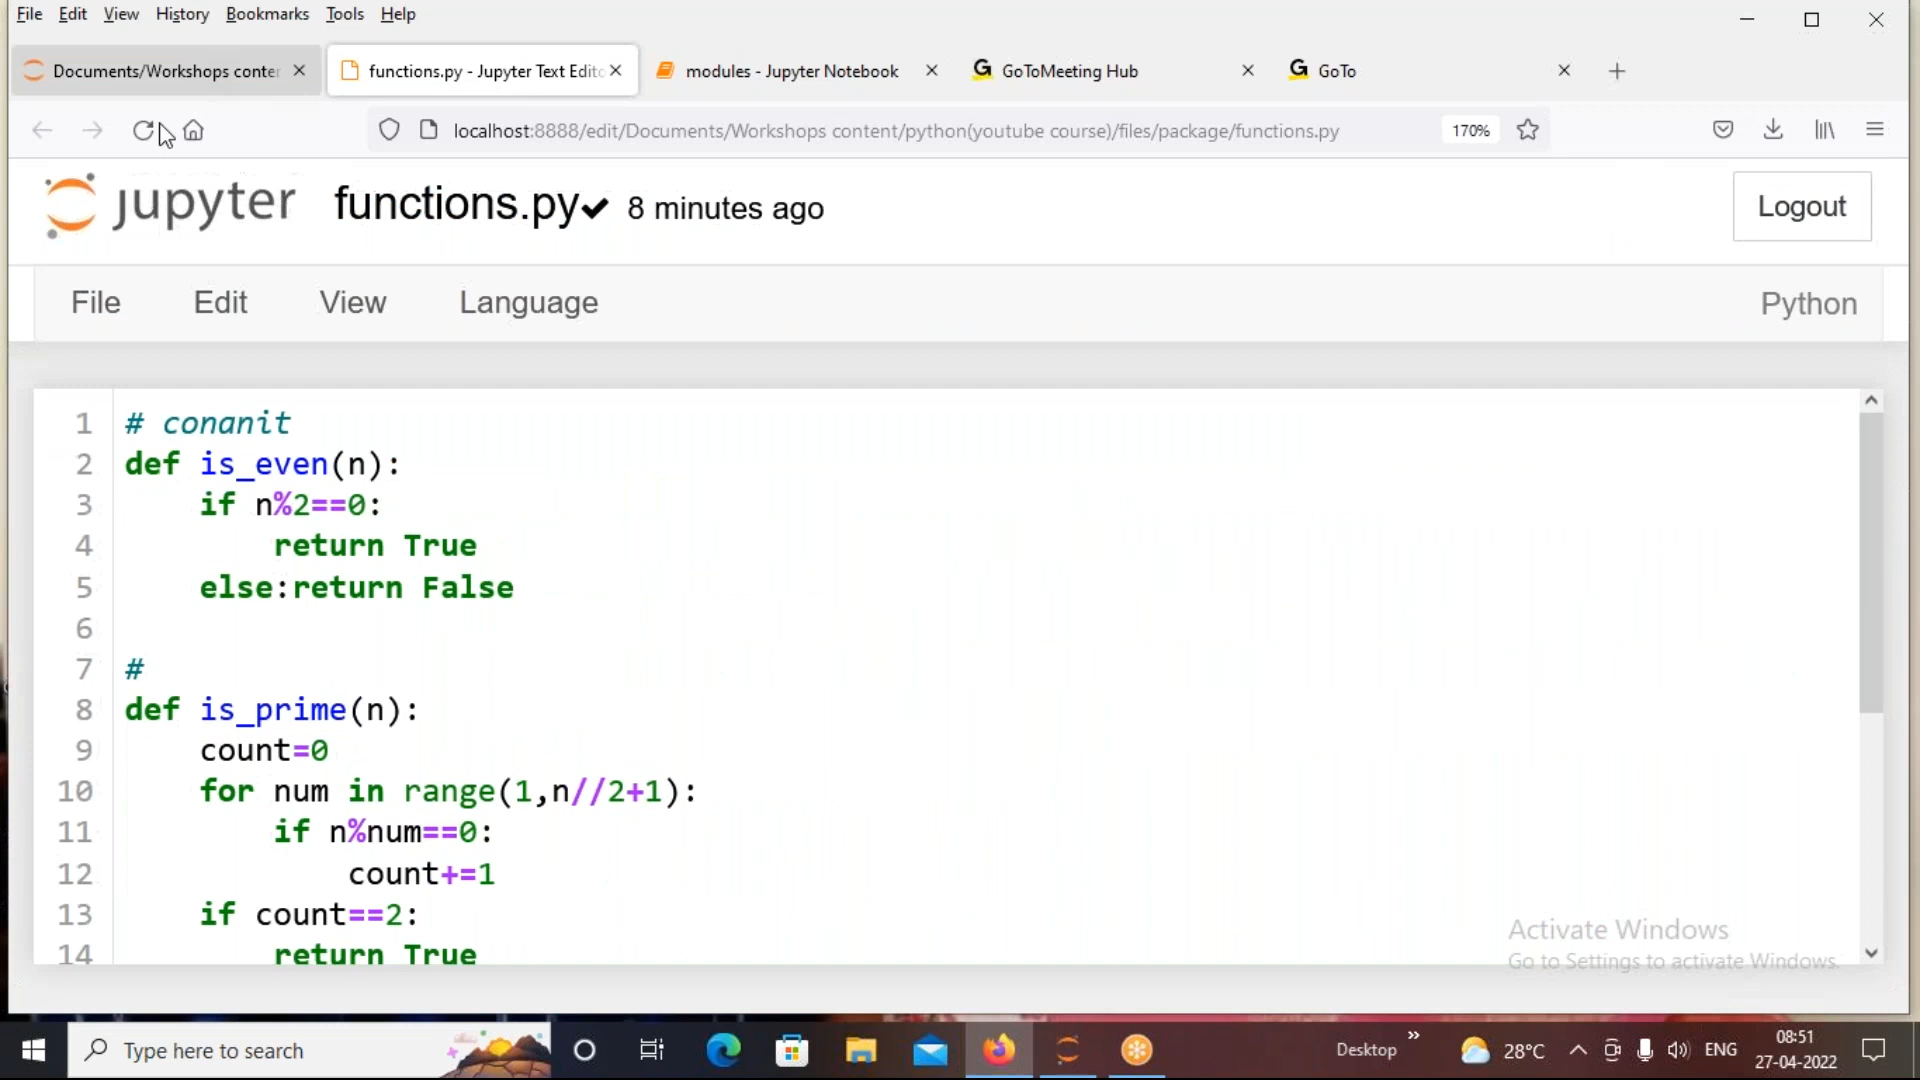 File Edit View History Bookmarks Tools Help
Documents/Workshops conter
functions.py - Jupyter Text Edito
modules - Jupyter Notebook
GoToMeeting Hub
GoTo
localhost:8888/edit/Documents/Workshops content/python(youtube course)/files/package/functions.py
170%
jupyter functions.py 8 minutes ago
Logout
File Edit View Language
Python
1 # conanit
2 def is_even(n):
3     if n%2==0:
4         return True
5     else:return False
6
7 #
8 def is_prime(n):
9     count=0
10     for num in range(1,n//2+1):
11         if n%num==0:
12             count+=1
13     if count==2:
14         return True
Activate Windows
Go to Settings to activate Windows.
Type here to search
Desktop
28°C
ENG
08:51
27-04-2022